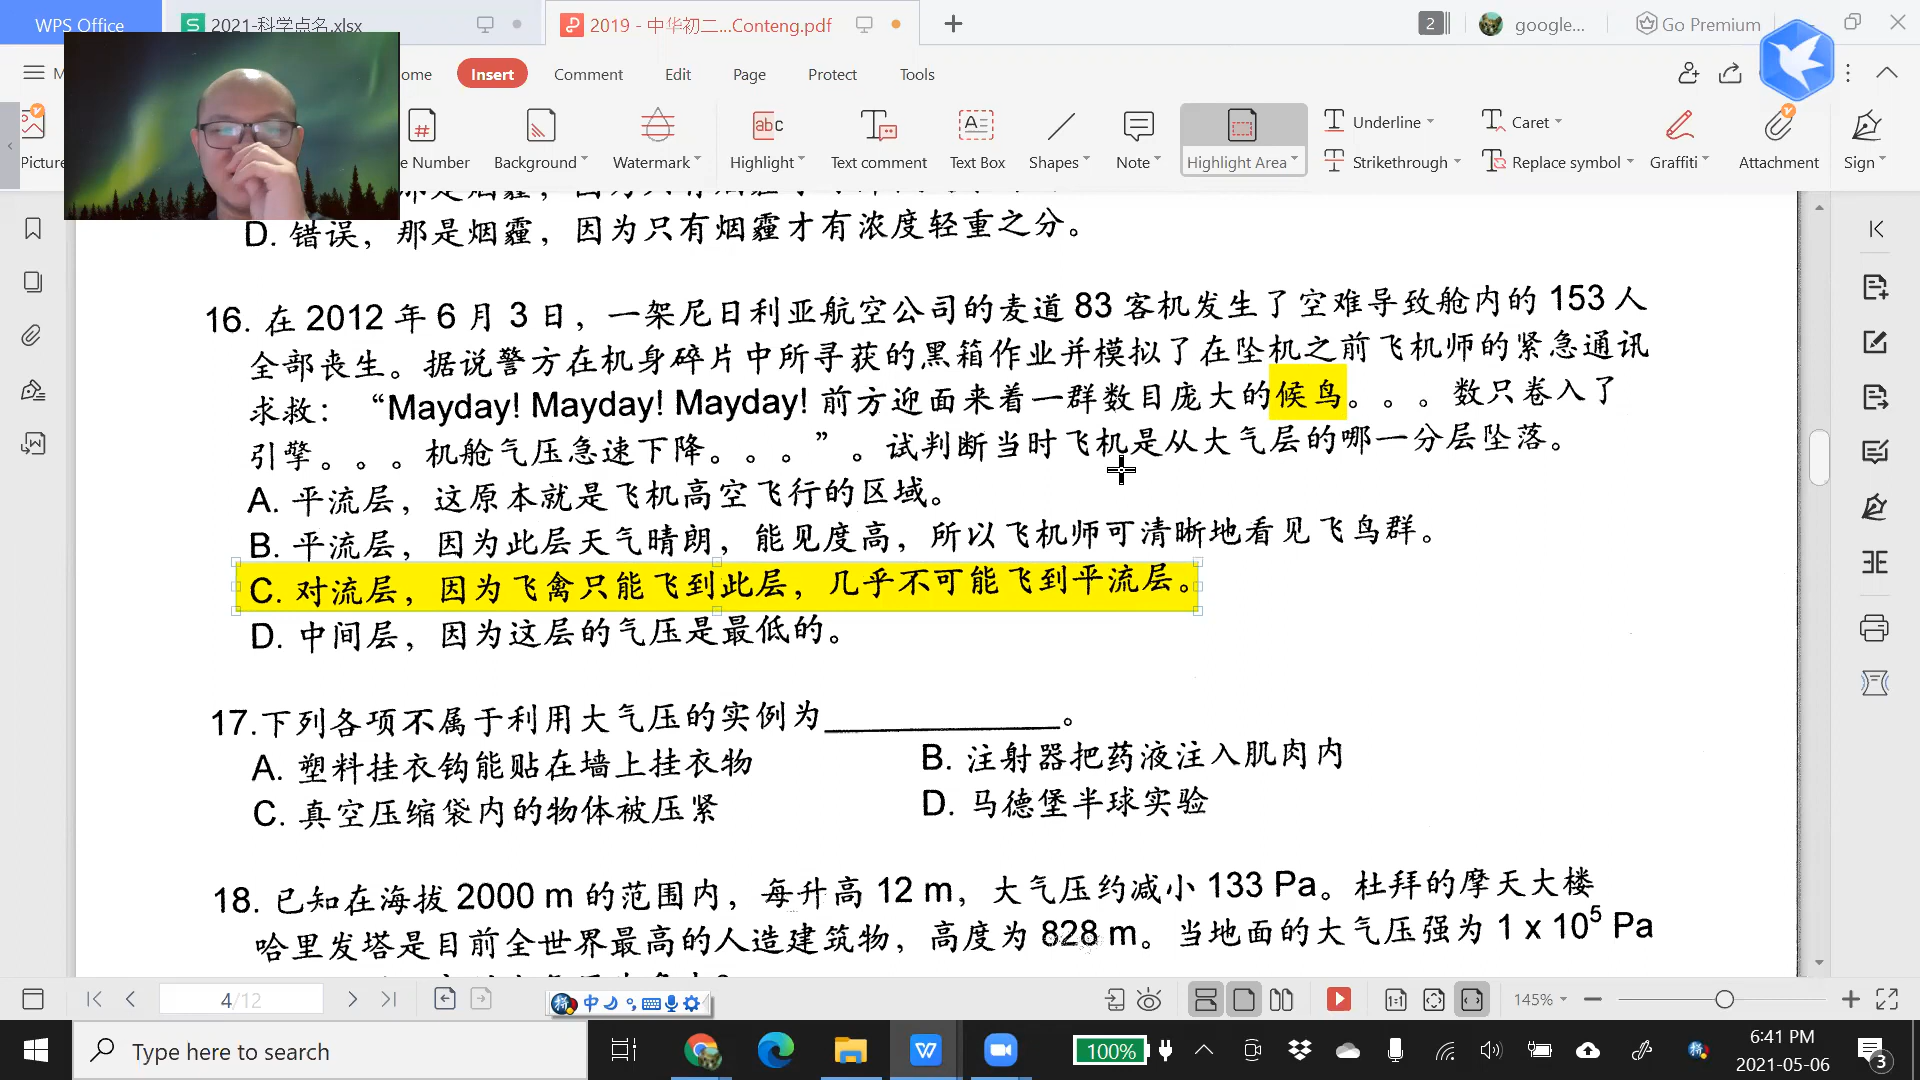 WPS Office
2021-科学点名.xlsx
2019 - 中华初二...Conteng.pdf
2
google...
Go Premium
Insert
Comment
Edit
Page
Protect
Tools
Picture
Background
Watermark
Highlight
Text comment
Text Box
Shapes
Note
Highlight Area
Underline
Strikethrough
Caret
Replace symbol
Graffiti
Attachment
Sign
D. 错误，那是烟霾，因为只有烟霾才有浓度轻重之分。
16. 在 2012 年 6 月 3 日，一架尼日利亚航空公司的麦道 83 客机发生了空难导致舱内的 153 人
全部丧生。据说警方在机身碎片中所寻获的黑箱作业并模拟了在坠机之前飞机师的紧急通讯
求救： “Mayday! Mayday! Mayday! 前方迎面来着一群数目庞大的候鸟。。。数只卷入了
引擎。。。机舱气压急速下降。。。” 。试判断当时飞机是从大气层的哪一分层坠落。
A. 平流层，这原本就是飞机高空飞行的区域。
B. 平流层，因为此层天气晴朗，能见度高，所以飞机师可清晰地看见飞鸟群。
C. 对流层，因为飞禽只能飞到此层，几乎不可能飞到平流层。
D. 中间层，因为这层的气压是最低的。
17.下列各项不属于利用大气压的实例为______________。
A. 塑料挂衣钩能贴在墙上挂衣物
B. 注射器把药液注入肌肉内
C. 真空压缩袋内的物体被压紧
D. 马德堡半球实验
18. 已知在海拔 2000 m 的范围内，每升高 12 m，大气压约减小 133 Pa。杜拜的摩天大楼
哈里发塔是目前全世界最高的人造建筑物，高度为 828 m。当地面的大气压强为 1 x 10⁵ Pa
4/12
中
145%
Type here to search
100%
6:41 PM
2021-05-06
3